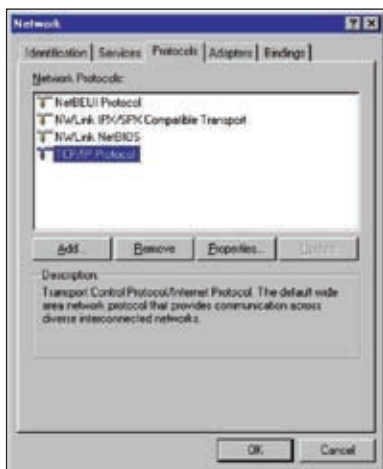 Network
Identification Services Protocols Adapters Bindings
Network Protocols:
NetBEUI Protocol
NWLink IPX/SPX Compatible Transport
NWLink NetBIOS
TCP/IP Protocol
Add... Remove Properties... Update...
Description:
Transport Control Protocol/Internet Protocol. The default wide
area network protocol that provides communication across
diverse interconnected networks.
OK Cancel